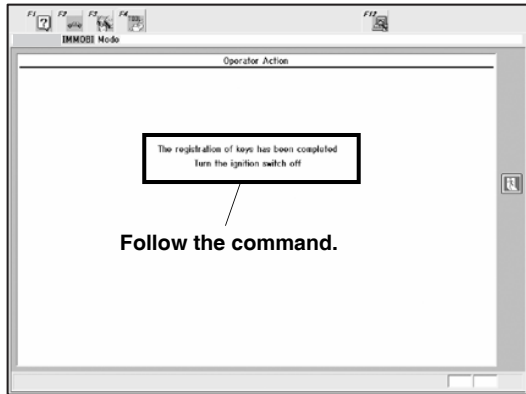 F1 F2 F3 F4 F12
IMMOBI Mode
Operator Action
The registration of keys has been completed
Turn the ignition switch off
Follow the command.